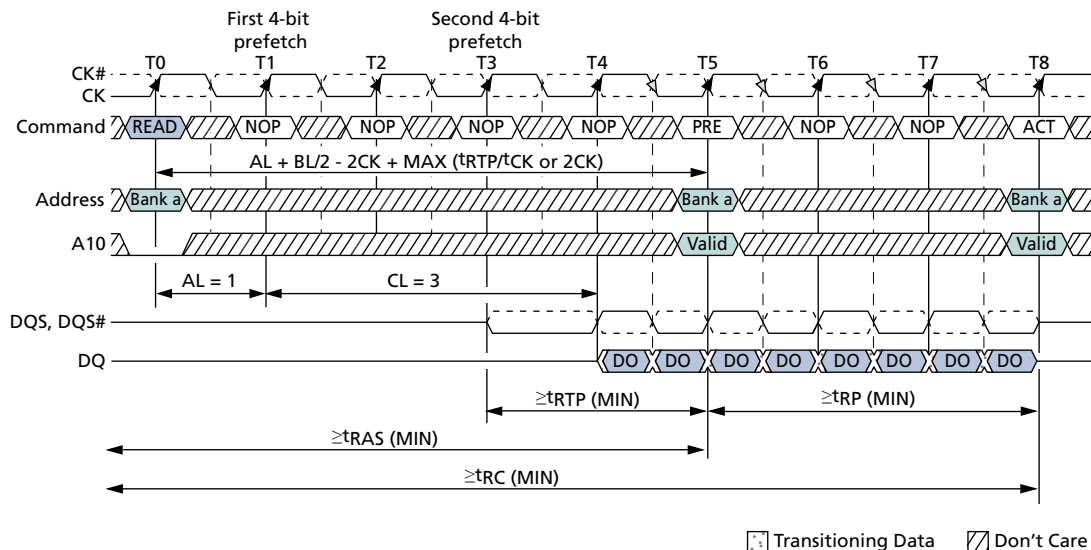 First 4-bit prefetch
Second 4-bit prefetch
T0 T1 T2 T3 T4 T5 T6 T7 T8
CK#
CK
Command READ NOP NOP NOP NOP PRE NOP NOP ACT
AL + BL/2 - 2CK + MAX (tRTP/tCK or 2CK)
Address Bank a Bank a Bank a
A10 Valid Valid
AL = 1 CL = 3
DQS, DQS#
DQ DO DO DO DO DO DO DO DO
≥tRTP (MIN) ≥tRP (MIN)
≥tRAS (MIN)
≥tRC (MIN)
Transitioning Data Don't Care